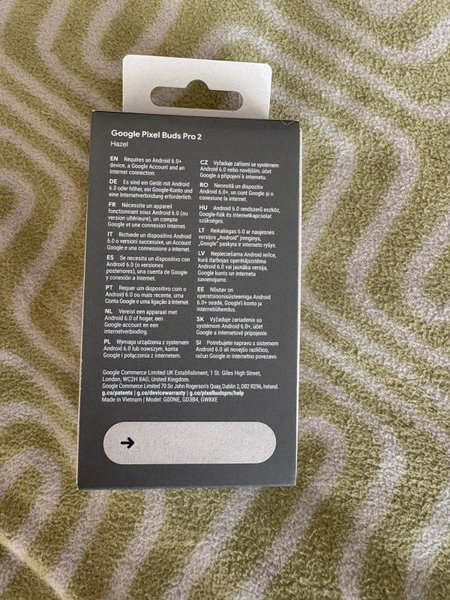 Google Pixel Buds Pro 2
Hazel
EN Requires an Android 6.0+
device, a Google Account and an
Internet connection.
DE Es sind ein Gerät mit Android
6.0 oder höher, ein Google-Konto und
eine Internetverbindung erforderlich.
FR Nécessite un appareil
fonctionnant sous Android 6.0 (ou
version ultérieure), un compte
Google et une connexion Internet.
IT Richiede un dispositivo Android
6.0 o versioni successive, un Account
Google e una connessione a Internet.
ES Se necesita un dispositivo con
Android 6.0 (o versiones
posteriores), una cuenta de Google
y conexión a Internet.
PT Requer um dispositivo com o
Android 6.0 ou mais recente, uma
Conta Google e uma ligação à Internet.
NL Vereist een apparaat met
Android 6.0 of hoger, een
Google-account en een
internetverbinding.
PL Wymaga urządzenia z systemem
Android 6.0 lub nowszym, konta
Google i połączenia z internetem.
CZ Vyžaduje zařízení se systémem
Android 6.0 nebo novějším, účet
Google a připojení k internetu.
RO Necesită un dispozitiv
Android 6.0+, un cont Google și o
conexiune la internet.
HU Android 6.0 rendszerű eszköz,
Google-fiók és internetkapcsolat
szükséges.
LT Reikalingas 6.0 ar naujesnės
versijos „Android“ įrenginys,
„Google“ paskyra ir interneto ryšys.
LV Nepieciešama Android ierīce,
kurā darbojas operētājsistēma
Android 6.0 vai jaunāka versija,
Google konts un interneta
savienojums.
EE Nõutav on
operatsioonisüsteemiga Android
6.0+ seade, Google'i konto ja
internetiühendus.
SK Vyžaduje zariadenie so
systémom Android 6.0+, účet
Google a internetové pripojenie.
SI Potrebujete napravo s sistemom
Android 6.0 ali novejšo različico,
račun Google in internetno povezavo.
Google Commerce Limited UK Establishment, 1 St. Giles High Street,
London, WC2H 8AG, United Kingdom.
Google Commerce Limited 70 Sir John Rogerson's Quay, Dublin 2, D02 R296, Ireland.
g.co/patents | g.co/devicewarranty | g.co/pixelbudspro/help
Made in Vietnam | Model: G0DNE, GD3B4, GW8XE